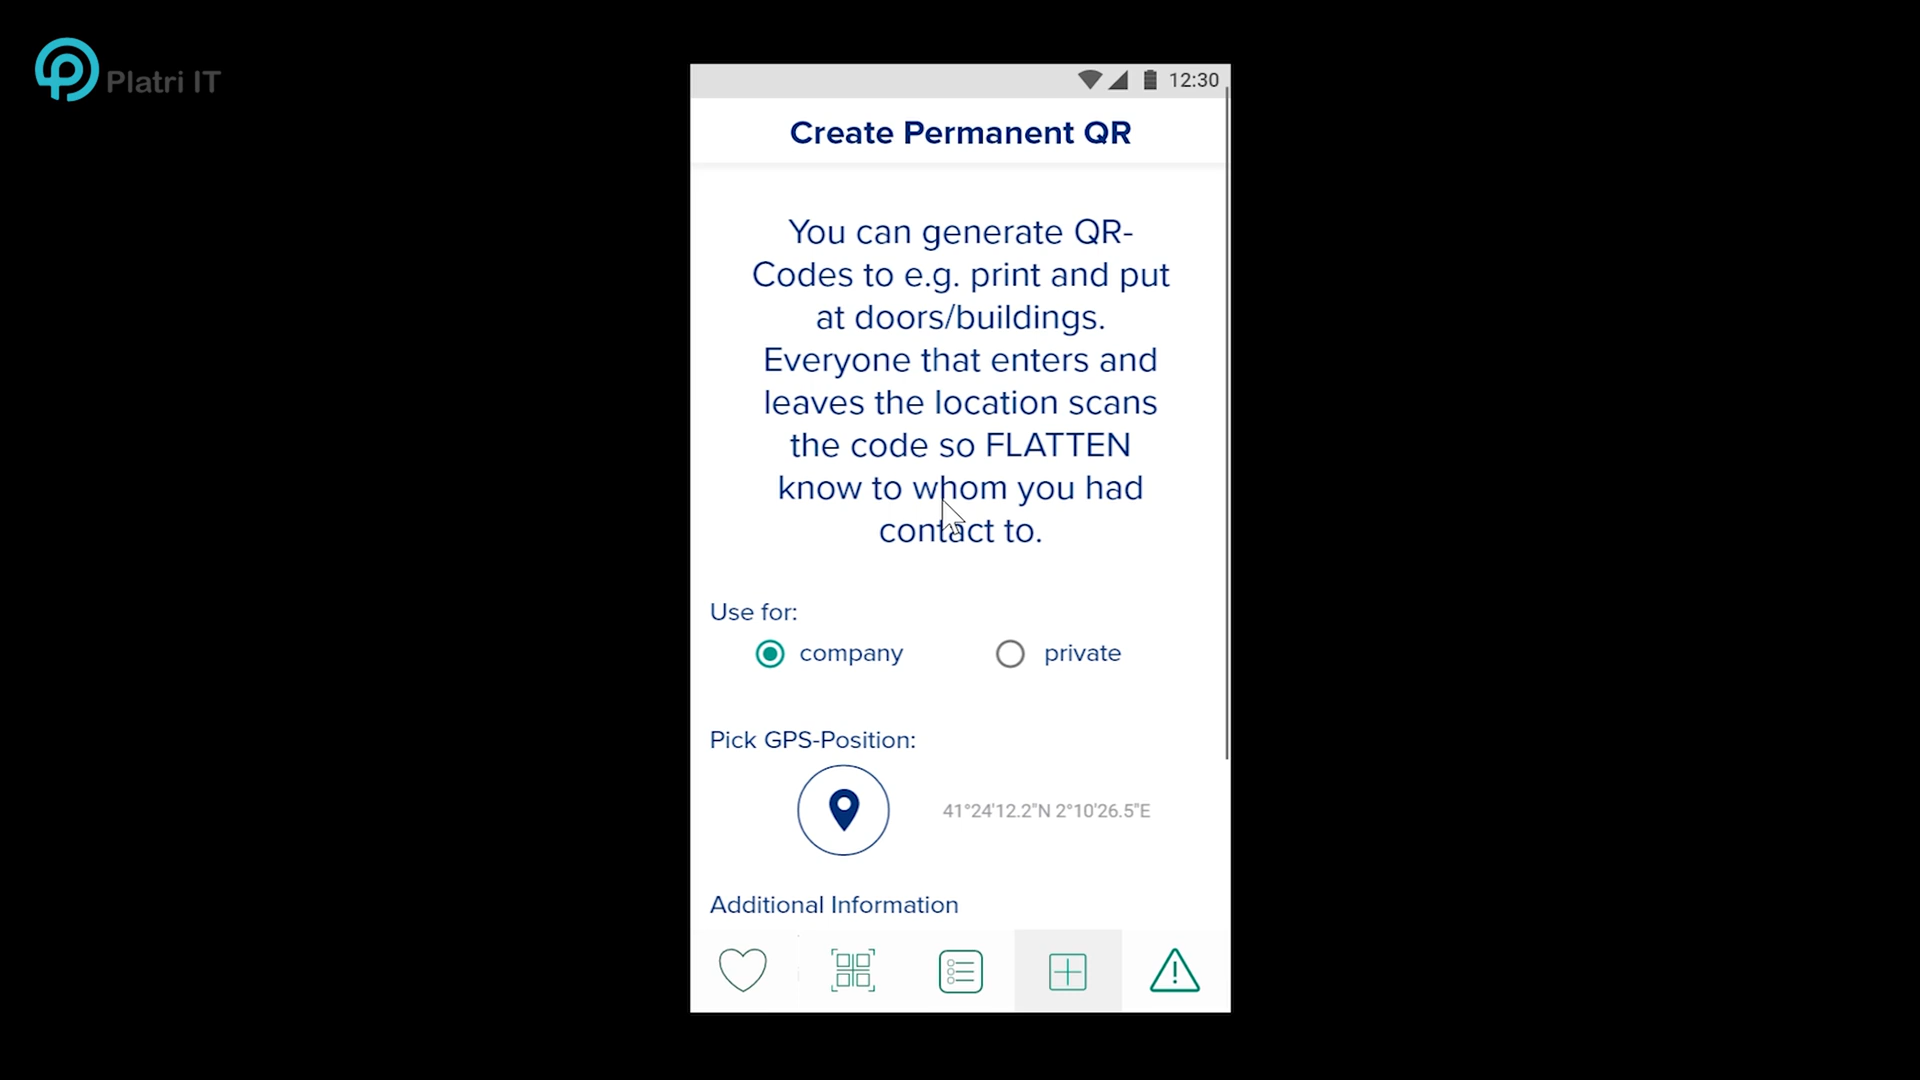 Platri IT
12:30
Create Permanent QR
You can generate QR-
Codes to e.g. print and put
at doors/buildings.
Everyone that enters and
leaves the location scans
the code so FLATTEN
know to whom you had
contact to.
Use for:
company private
Pick GPS-Position:
41°24'12.2"N 2°10'26.5"E
Additional Information